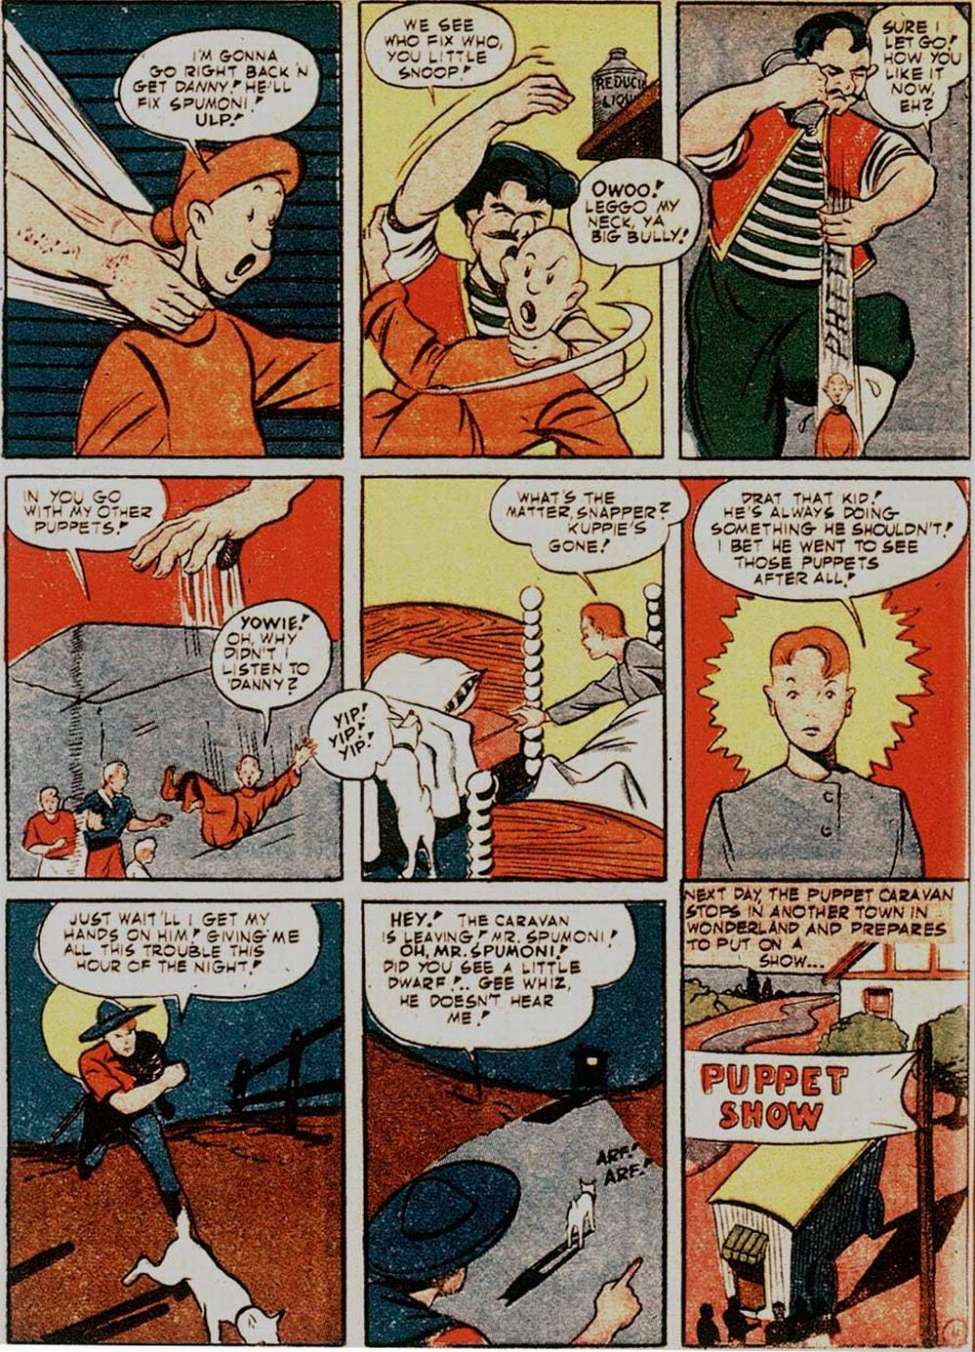 I'M GONNA
GO RIGHT BACK 'N
GET DANNY! HE'LL
FIX SPUMONI!
ULP!
WE SEE
WHO FIX WHO,
YOU LITTLE
SNOOP!
REDUCI
LIQU
OWOO!
LEGGO MY
NECK, YA
BIG BULLY!
SURE I
LET GO!
HOW YOU
LIKE IT
NOW,
EH?
PHFFT
IN YOU GO
WITH MY OTHER
PUPPETS!
YOWIE!
OH, WHY
DIDN'T I
LISTEN TO
DANNY?
WHAT'S THE
MATTER, SNAPPER?
KUPPIE'S
GONE!
YIP!
YIP!
YIP!
DRAT THAT KID!
HE'S ALWAYS DOING
SOMETHING HE SHOULDN'T!
I BET HE WENT TO SEE
THOSE PUPPETS
AFTER ALL!
JUST WAIT'LL I GET MY
HANDS ON HIM! GIVING ME
ALL THIS TROUBLE THIS
HOUR OF THE NIGHT!
HEY! THE CARAVAN
IS LEAVING! MR. SPUMONI!
OH, MR. SPUMONI!
DID YOU SEE A LITTLE
DWARF!.. GEE WHIZ,
HE DOESN'T HEAR
ME!
ARF!
ARF!
NEXT DAY, THE PUPPET CARAVAN
STOPS IN ANOTHER TOWN IN
WONDERLAND AND PREPARES
TO PUT ON A
SHOW...
PUPPET
SHOW